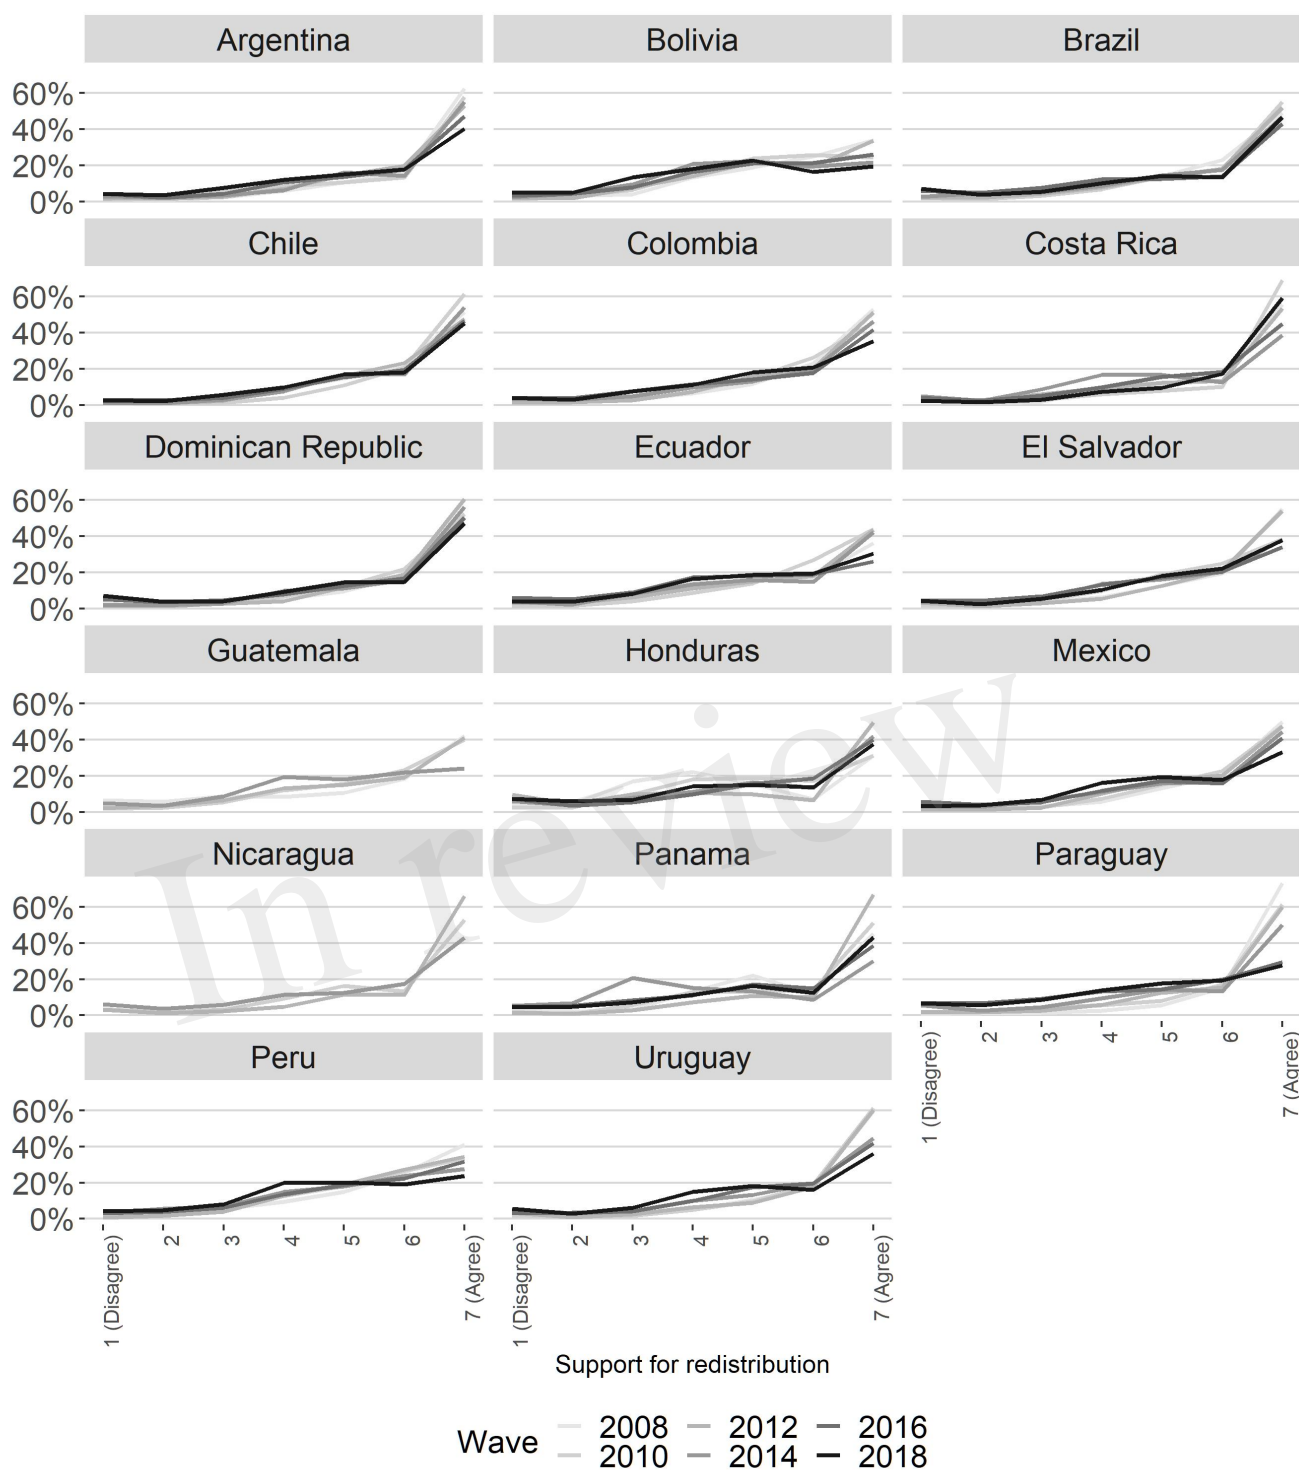 Argentina Bolivia Brazil
60%
40%
20%
0%
Chile Colombia Costa Rica
60%
40%
20%
0%
Dominican Republic Ecuador El Salvador
60%
40%
20%
0%
Guatemala Honduras Mexico
60%
40%
20%
0%
In review
Nicaragua Panama Paraguay
60%
40%
20%
0%
1 (Disagree) 2 3 4 5 6 7 (Agree)
Peru Uruguay
60%
40%
20%
0%
1 (Disagree) 2 3 4 5 6 7 (Agree) 1 (Disagree) 2 3 4 5 6 7 (Agree)
Support for redistribution
Wave 2008 2012 2016
2010 2014 2018